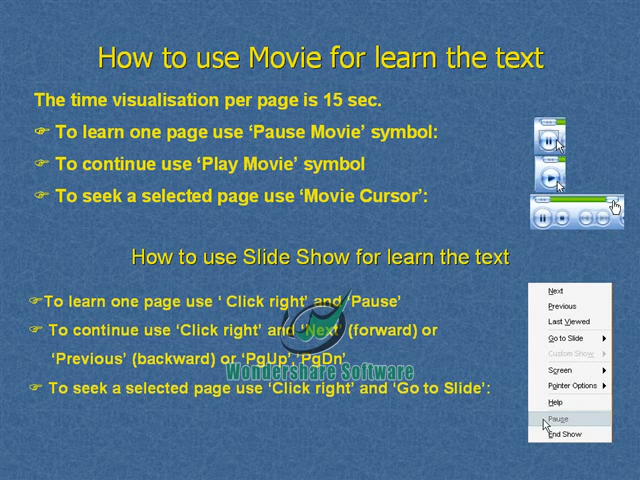 How to use Movie for learn the text
The time visualisation per page is 15 sec.
☞ To learn one page use ‘Pause Movie’ symbol:
☞ To continue use ‘Play Movie’ symbol
☞ To seek a selected page use ‘Movie Cursor’:
How to use Slide Show for learn the text
☞To learn one page use ‘ Click right’ and ‘Pause’
☞ To continue use ‘Click right’ and ‘Next’ (forward) or
‘Previous’ (backward) or ‘PgUp’,‘PgDn’
☞ To seek a selected page use ‘Click right’ and ‘Go to Slide’:
Wondershare Software
Next
Previous
Last Viewed
Go to Slide
Custom Show
Screen
Pointer Options
Help
Pause
End Show